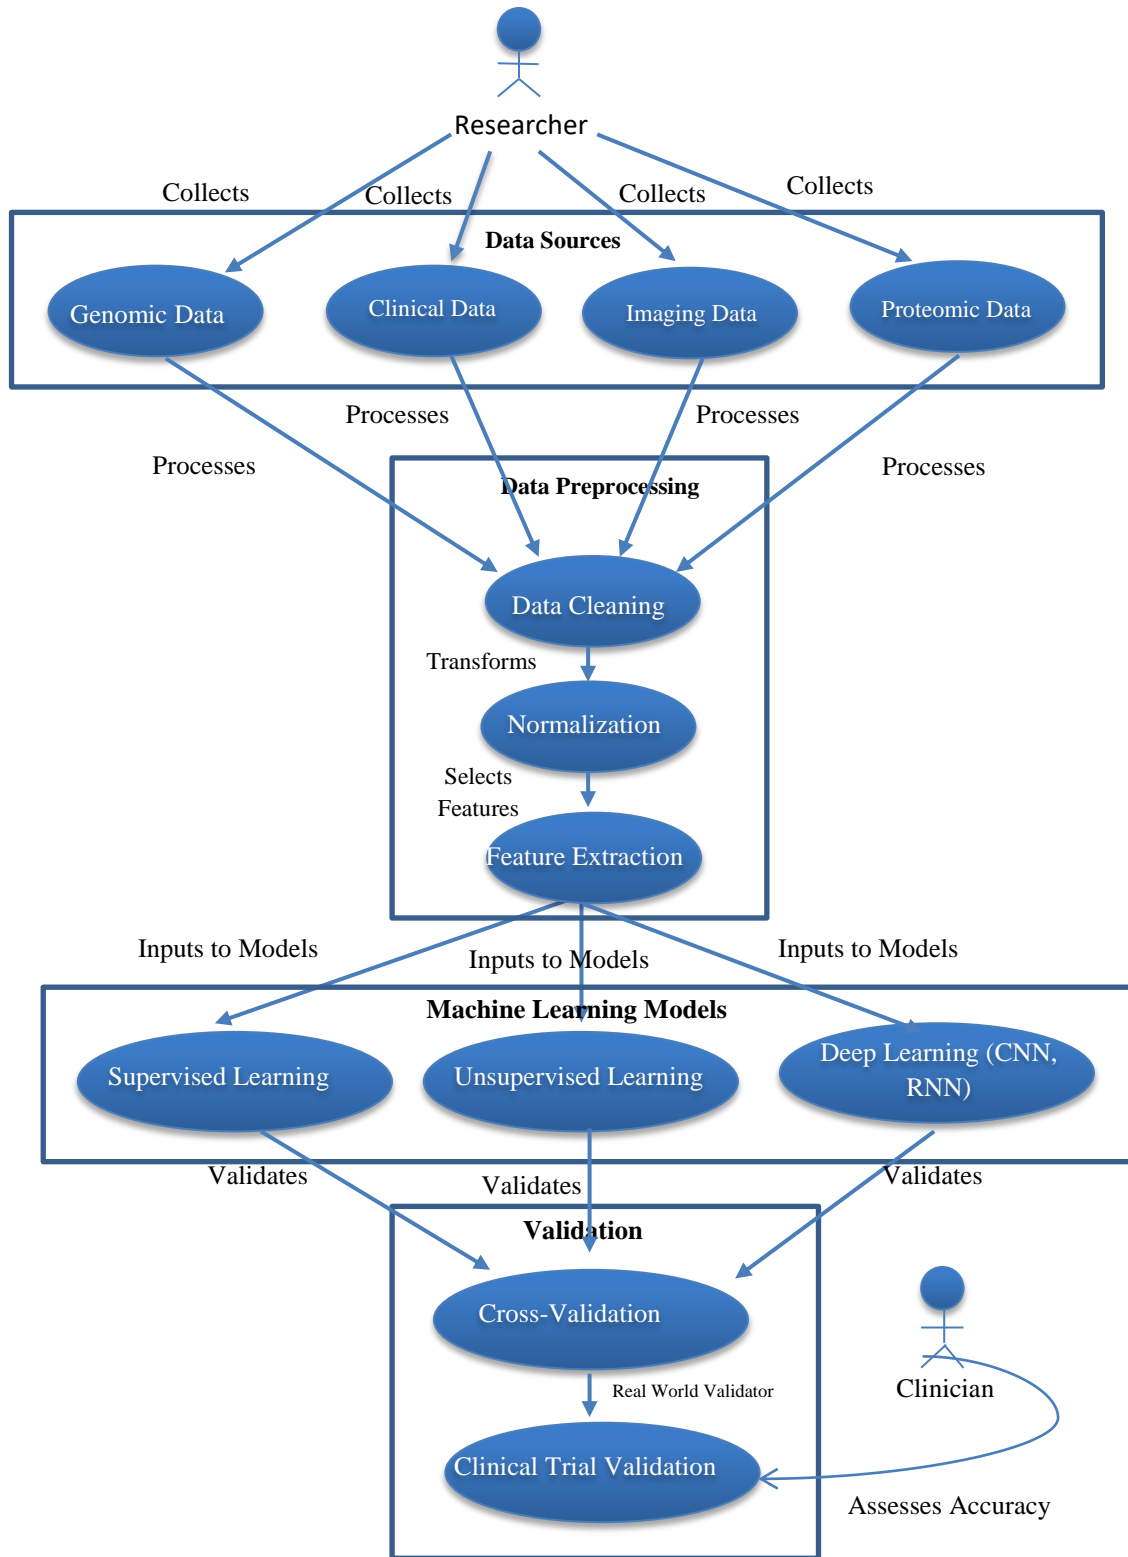 Researcher
Collects
Collects
Collects
Collects
Data Sources
Genomic Data
Clinical Data
Imaging Data
Proteomic Data
Processes
Processes
Processes
Processes
Data Preprocessing
Data Cleaning
Transforms
Normalization
Selects
Features
Feature Extraction
Inputs to Models
Inputs to Models
Inputs to Models
Machine Learning Models
Supervised Learning
Unsupervised Learning
Deep Learning (CNN,
RNN)
Validates
Validates
Validates
Validation
Cross-Validation
Real World Validator
Clinician
Clinical Trial Validation
Assesses Accuracy